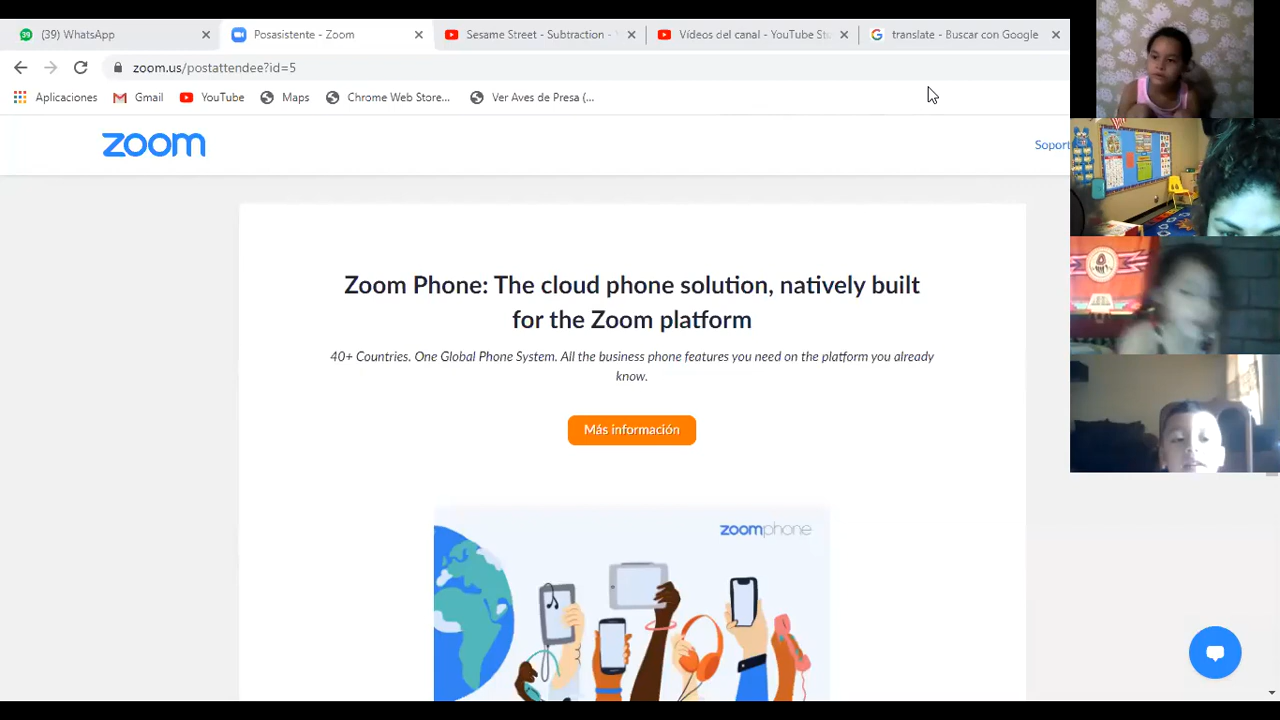 (39) WhatsApp
Posasistente - Zoom
Sesame Street - Subtraction -
Vídeos del canal - YouTube Stu
translate - Buscar con Google
zoom.us/postattendee?id=5
Aplicaciones
Gmail
YouTube
Maps
Chrome Web Store...
Ver Aves de Presa (...
zoom
Soport
Zoom Phone: The cloud phone solution, natively built
for the Zoom platform
40+ Countries. One Global Phone System. All the business phone features you need on the platform you already
know.
Más información
zoomphone